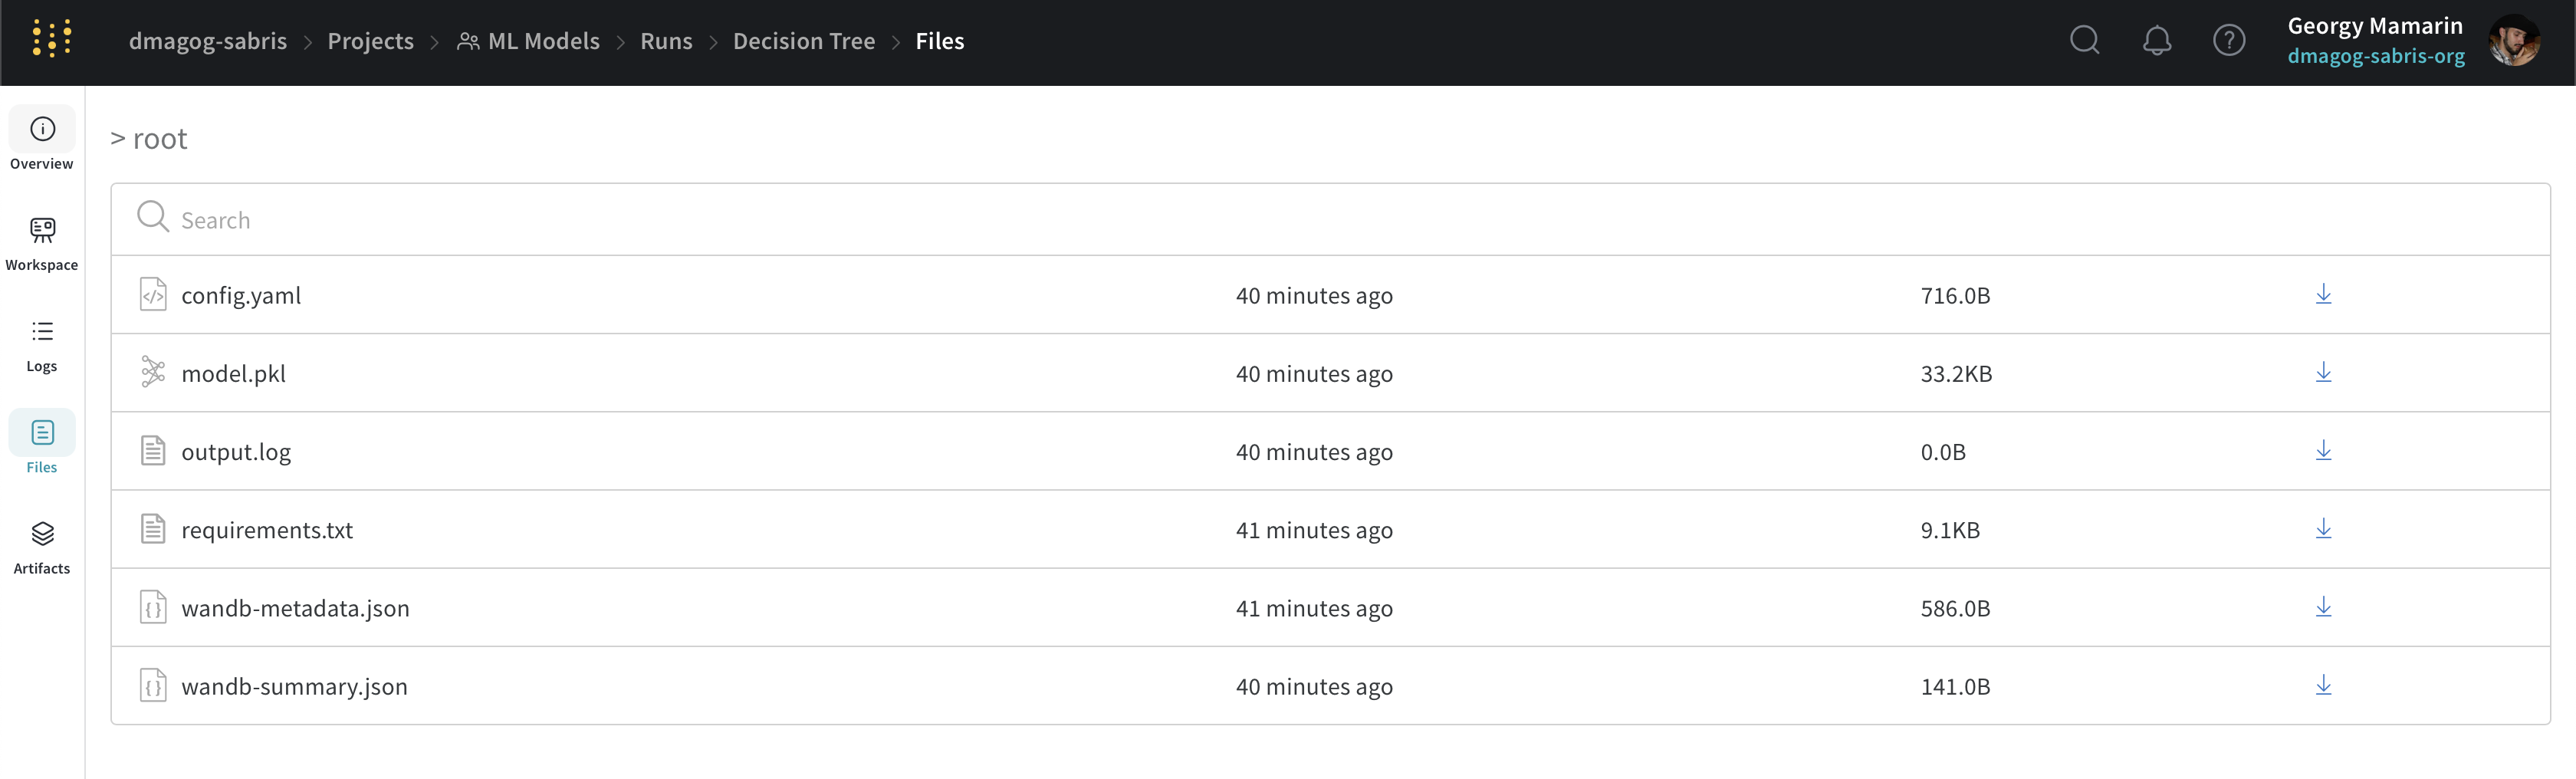 dmagog-sabris > Projects > ML Models > Runs > Decision Tree > Files
Georgy Mamarin
dmagog-sabris-org
Overview
Workspace
Logs
Files
Artifacts
> root
Search
config.yaml 40 minutes ago 716.0B
model.pkl 40 minutes ago 33.2KB
output.log 40 minutes ago 0.0B
requirements.txt 41 minutes ago 9.1KB
wandb-metadata.json 41 minutes ago 586.0B
wandb-summary.json 40 minutes ago 141.0B